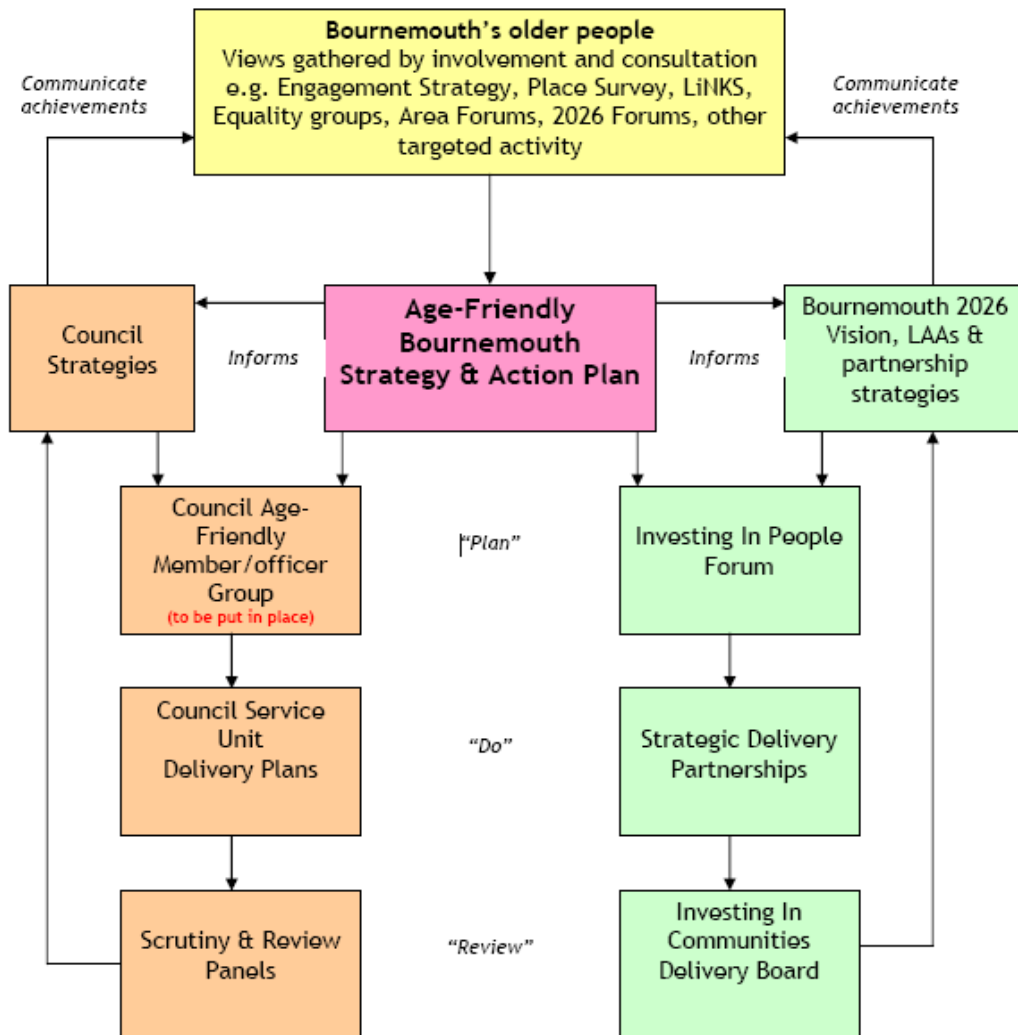 Bournemouth's older people
Views gathered by involvement and consultation
e.g. Engagement Strategy, Place Survey, LiNKS,
Equality groups, Area Forums, 2026 Forums, other
targeted activity
Communicate
achievements
Communicate
achievements
Council
Strategies
Informs
Age-Friendly
Bournemouth
Strategy & Action Plan
Informs
Bournemouth 2026
Vision, LAAs &
partnership
strategies
Council Age-
Friendly
Member/officer
Group
(to be put in place)
"Plan"
Investing In People
Forum
Council Service
Unit
Delivery Plans
"Do"
Strategic Delivery
Partnerships
Scrutiny & Review
Panels
"Review"
Investing In
Communities
Delivery Board